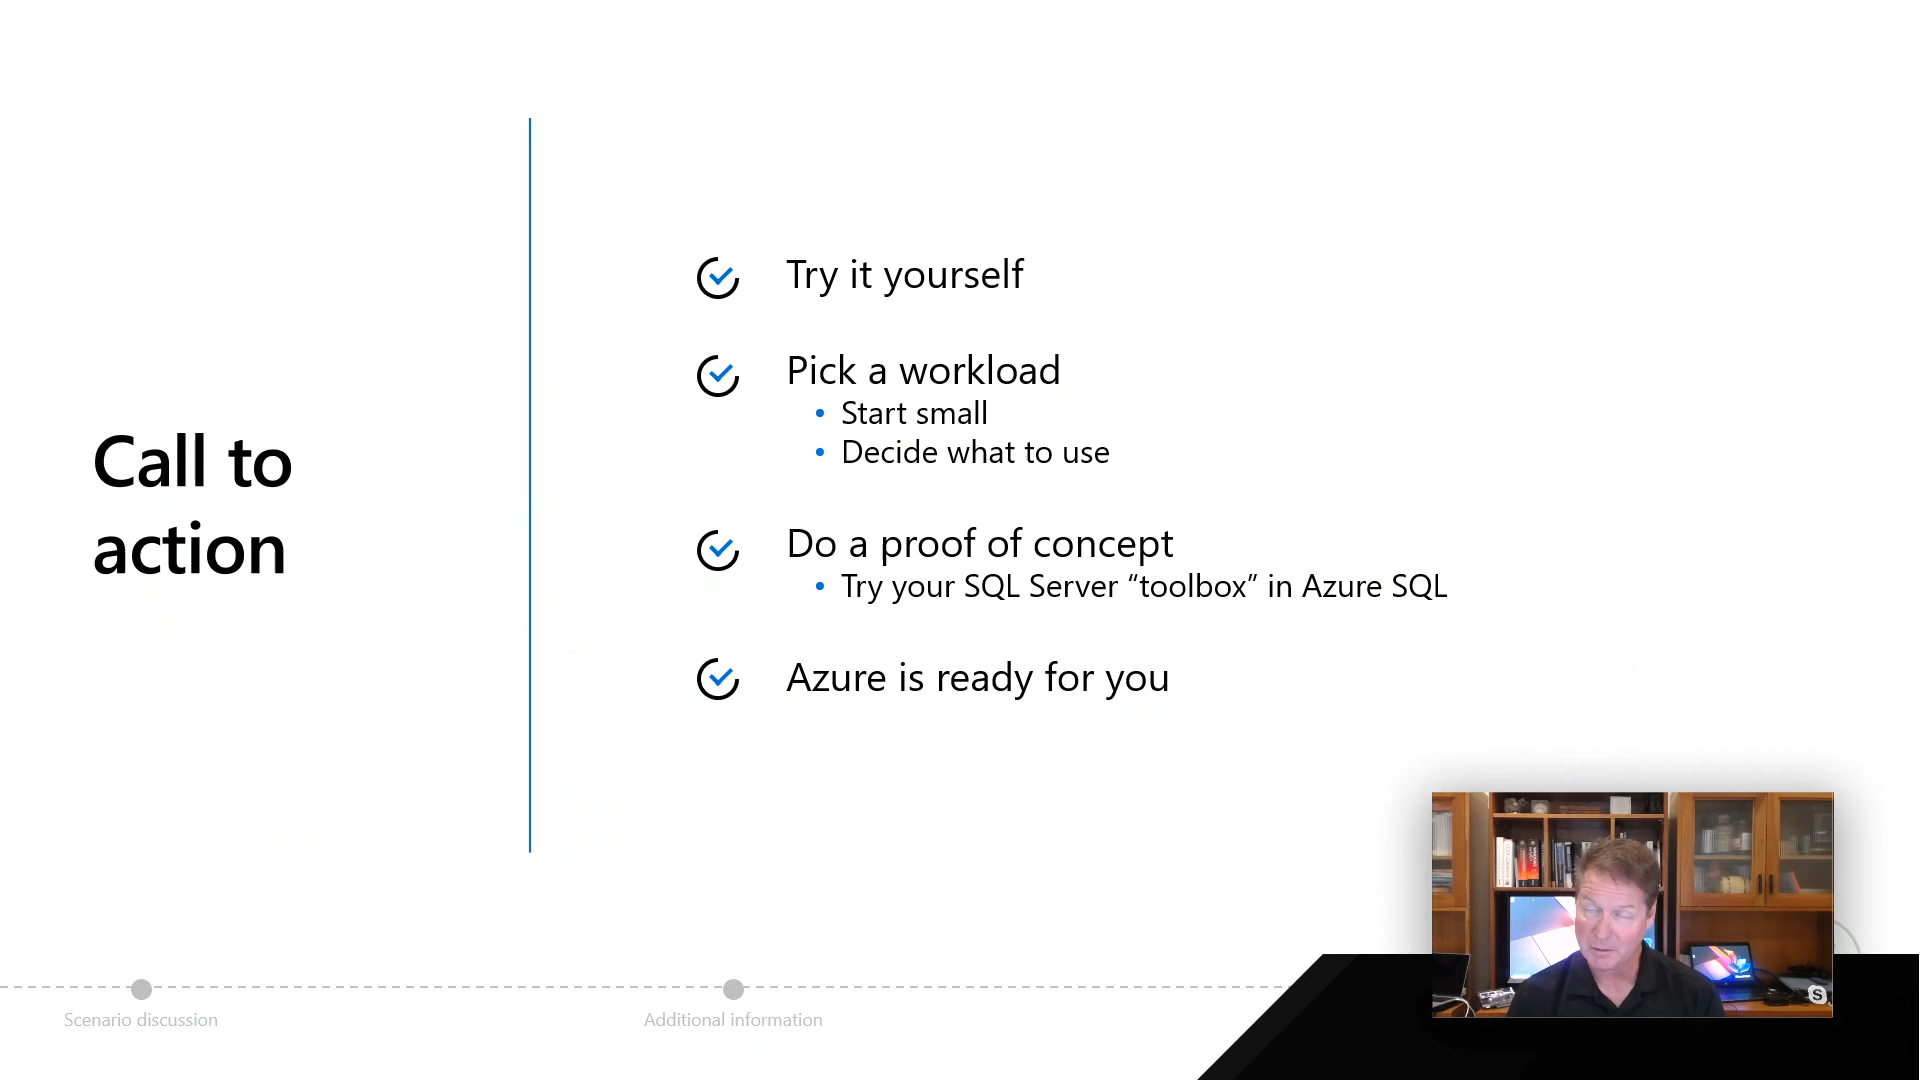 Call to
action
Try it yourself
Pick a workload
• Start small
• Decide what to use
Do a proof of concept
• Try your SQL Server “toolbox” in Azure SQL
Azure is ready for you
Scenario discussion
Additional information